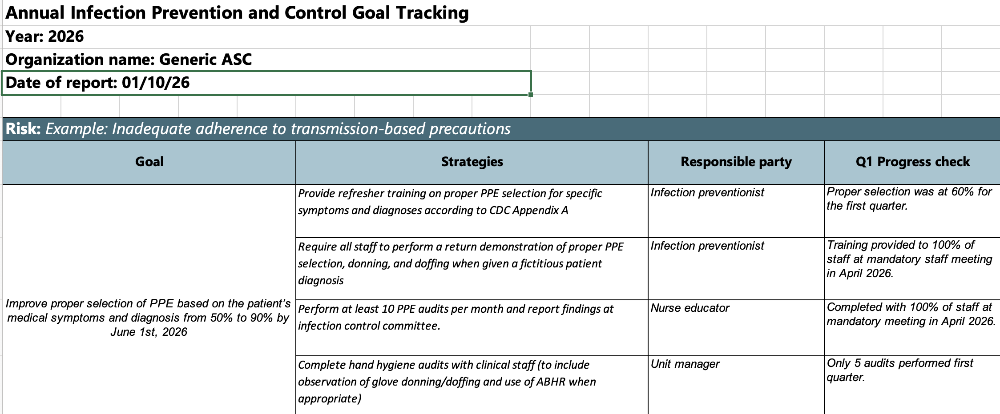 Annual Infection Prevention and Control Goal Tracking
Year: 2026
Organization name: Generic ASC
Date of report: 01/10/26
Risk: Example: Inadequate adherence to transmission-based precautions
Goal
Strategies
Responsible party
Q1 Progress check
Improve proper selection of PPE based on the patient’s
medical symptoms and diagnosis from 50% to 90% by
June 1st, 2026
Provide refresher training on proper PPE selection for specific
symptoms and diagnoses according to CDC Appendix A
Infection preventionist
Proper selection was at 60% for
the first quarter.
Require all staff to perform a return demonstration of proper PPE
selection, donning, and doffing when given a fictitious patient
diagnosis
Infection preventionist
Training provided to 100% of
staff at mandatory staff meeting
in April 2026.
Perform at least 10 PPE audits per month and report findings at
infection control committee.
Nurse educator
Completed with 100% of staff at
mandatory meeting in April 2026.
Complete hand hygiene audits with clinical staff (to include
observation of glove donning/doffing and use of ABHR when
appropriate)
Unit manager
Only 5 audits performed first
quarter.